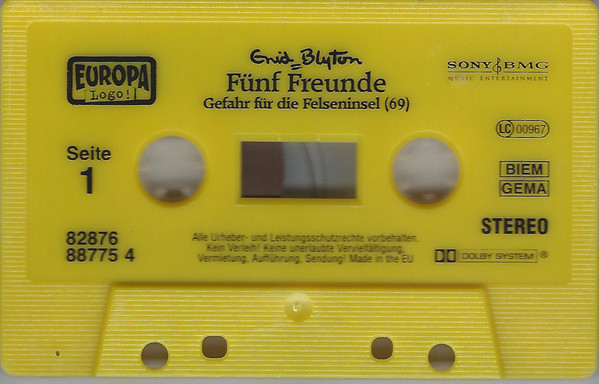 EUROPA
Logo!
Enid Blyton
Fünf Freunde
Gefahr für die Felseninsel (69)
SONY BMG
MUSIC ENTERTAINMENT
LC 00967
Seite
1
BIEM
GEMA
82876
88775 4
Alle Urheber- und Leistungsschutzrechte vorbehalten.
Kein Verleih! Keine unerlaubte Vervielfältigung,
Vermietung, Aufführung, Sendung! Made in the EU
STEREO
DOLBY SYSTEM ®